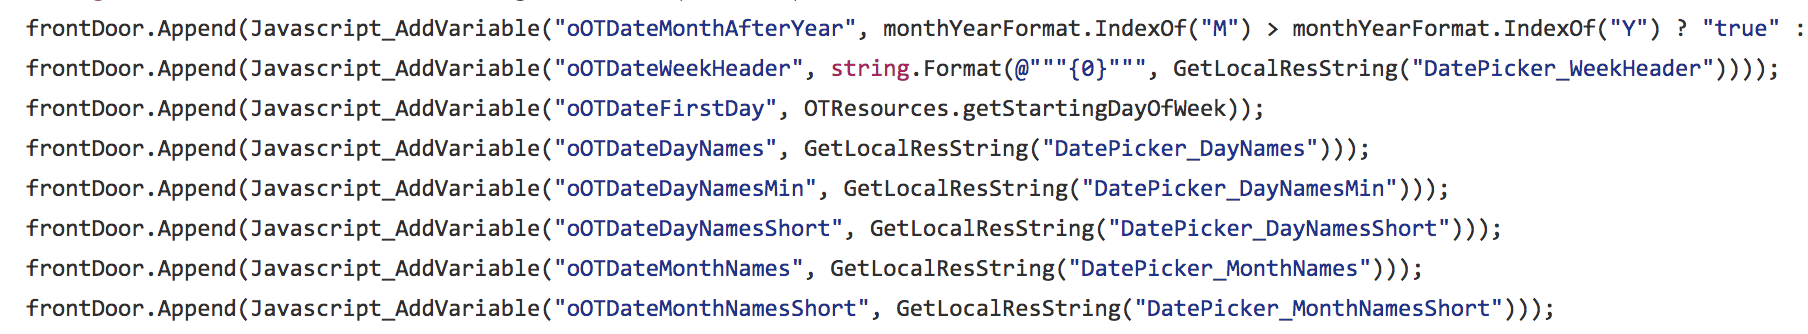 frontDoor.Append(Javascript_AddVariable("oOTDateMonthAfterYear", monthYearFormat.IndexOf("M") > monthYearFormat.IndexOf("Y") ? "true" :
frontDoor.Append(Javascript_AddVariable("oOTDateWeekHeader", string.Format(@"""{0}""", GetLocalResString("DatePicker_WeekHeader"))));
frontDoor.Append(Javascript_AddVariable("oOTDateFirstDay", OTResources.getStartingDayOfWeek));
frontDoor.Append(Javascript_AddVariable("oOTDateDayNames", GetLocalResString("DatePicker_DayNames")));
frontDoor.Append(Javascript_AddVariable("oOTDateDayNamesMin", GetLocalResString("DatePicker_DayNamesMin")));
frontDoor.Append(Javascript_AddVariable("oOTDateDayNamesShort", GetLocalResString("DatePicker_DayNamesShort")));
frontDoor.Append(Javascript_AddVariable("oOTDateMonthNames", GetLocalResString("DatePicker_MonthNames")));
frontDoor.Append(Javascript_AddVariable("oOTDateMonthNamesShort", GetLocalResString("DatePicker_MonthNamesShort")));